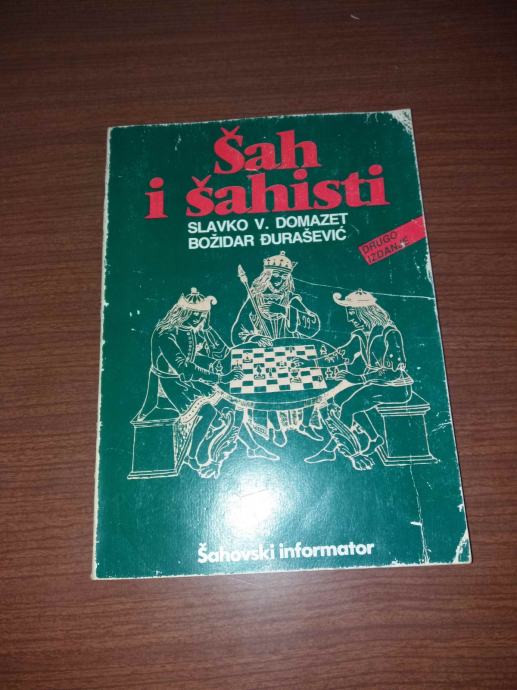 Šah
i šahisti
SLAVKO V. DOMAZET
BOŽIDAR ĐURAŠEVIĆ
DRUGO
IZDANJE
Šahovski informator